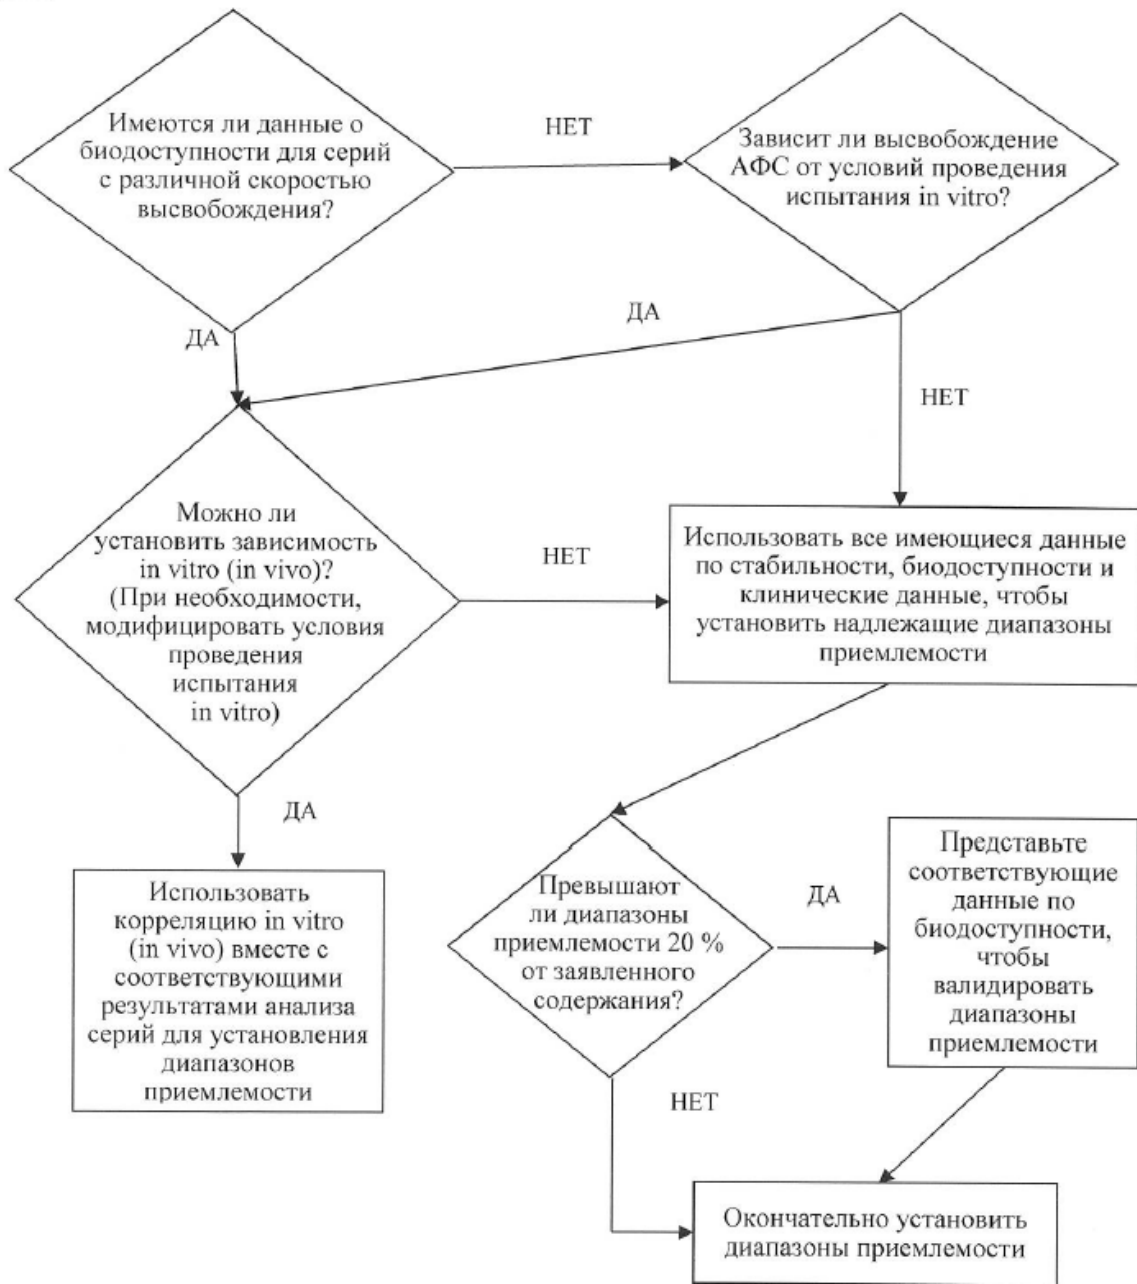 Имеются ли данные о
биодоступности для серий
с различной скоростью
высвобождения?
НЕТ
Зависит ли высвобождение
АФС от условий проведения
испытания in vitro?
ДА
ДА
НЕТ
Можно ли
установить зависимость
in vitro (in vivo)?
(При необходимости,
модифицировать условия
проведения
испытания
in vitro)
НЕТ
Использовать все имеющиеся данные
по стабильности, биодоступности и
клинические данные, чтобы
установить надлежащие диапазоны
приемлемости
ДА
Использовать
корреляцию in vitro
(in vivo) вместе с
соответствующими
результатами анализа
серий для установления
диапазонов
приемлемости
Превышают
ли диапазоны
приемлемости 20 %
от заявленного
содержания?
ДА
Представьте
соответствующие
данные по
биодоступности,
чтобы
валидировать
диапазоны
приемлемости
НЕТ
Окончательно установить
диапазоны приемлемости